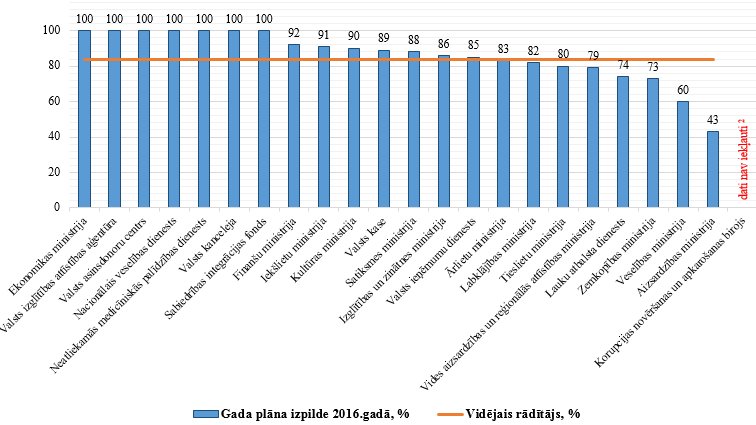 100 100 100 100 100 100 100 92 91 90 89 88 86 85 83 82 80 79 74 73 60 43
100
80
60
40
20
0
dati nav iekļauti ²
Ekonomikas ministrija
Valsts izglītības attīstības aģentūra
Valsts asinsdonoru centrs
Nacionālais veselības dienests
Neatliekamās medicīniskās palīdzības dienests
Valsts kanceleja
Sabiedrības integrācijas fonds
Finanšu ministrija
Iekšlietu ministrija
Kultūras ministrija
Valsts kase
Satiksmes ministrija
Izglītības un zinātnes ministrija
Valsts ieņēmumu dienests
Ārlietu ministrija
Labklājības ministrija
Tieslietu ministrija
Vides aizsardzības un reģionālās attīstības ministrija
Lauku atbalsta dienests
Zemkopības ministrija
Veselības ministrija
Aizsardzības ministrija
Korupcijas novēršanas un apkarošanas birojs
Gada plāna izpilde 2016.gadā, % Vidējais rādītājs, %